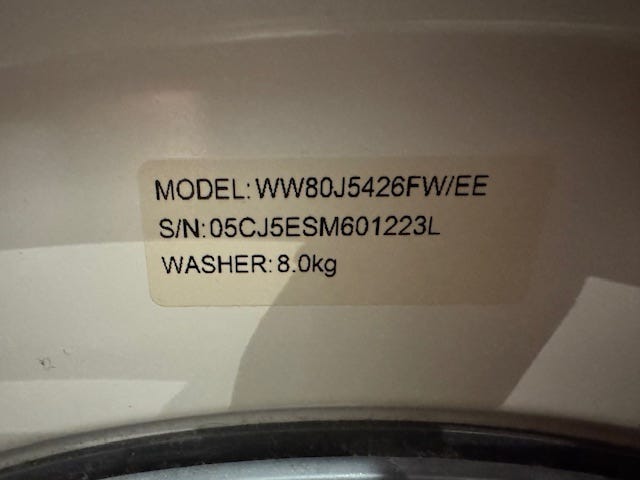 MODEL: WW80J5426FW/EE
S/N: 05CJ5ESM601223L
WASHER: 8.0kg